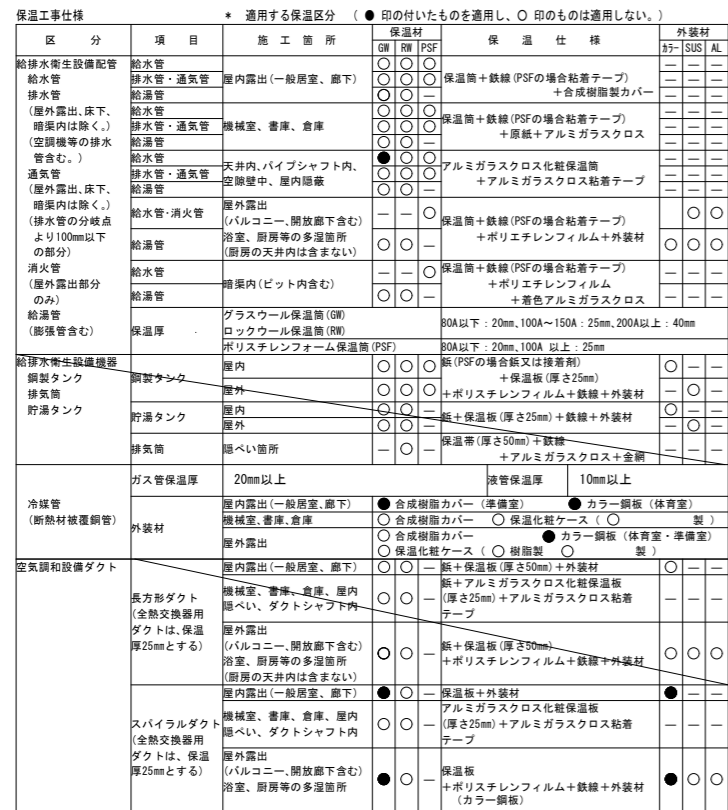 保温工事仕様 * 適用する保温区分 ( ● 印の付いたものを適用し、○ 印のものは適用しない。)
区 分 項 目 施 工 箇 所 保温材 保 温 仕 様 外装材
GW RW PSF カラー SUS AL
給排水衛生設備配管
給水管
排水管
(屋外露出、床下、
暗渠内は除く。)
(空調機等の排水
管含む。)
通気管
(屋外露出、床下、
暗渠内は除く。)
(排水管の分岐点
より100mm以下
の部分)
消火管
(屋外露出部分
のみ)
給湯管
(膨張管含む)
給水管 ○ ○ ○ — — —
排水管・通気管 屋内露出(一般居室、廊下) ○ ○ ○ 保温筒+鉄線(PSFの場合粘着テープ) — — —
給湯管 ○ ○ — +合成樹脂製カバー — — —
給水管 ○ ○ ○ — — —
排水管・通気管 機械室、書庫、倉庫 ○ ○ ○ 保温筒+鉄線(PSFの場合粘着テープ) — — —
給湯管 ○ ○ — +原紙+アルミガラスクロス — — —
給水管 天井内、パイプシャフト内、 ● ○ ○ — — —
排水管・通気管 空隙壁中、屋内隠蔽 ○ ○ ○ アルミガラスクロス化粧保温筒 — — —
給湯管 ○ ○ — +アルミガラスクロス粘着テープ — — —
給水管・消火管 屋外露出 — — ○ ○ ○
(バルコニー、開放廊下含む) 保温筒+鉄線(PSFの場合粘着テープ)
給湯管 浴室、厨房等の多湿箇所 ○ ○ — +ポリエチレンフィルム+外装材 ○ ○ ○
(厨房の天井内は含まない)
給水管 — — ○ 保温筒+鉄線(PSFの場合粘着テープ) — — —
暗渠内(ピット内含む) +ポリエチレンフィルム
給湯管 ○ ○ — +着色アルミガラスクロス — — —
保温厚 . グラスウール保温筒(GW)
ロックウール保温筒(RW) 80A以下:20mm、100A~150A:25mm、200A以上:40mm
ポリスチレンフォーム保温筒(PSF) 80A以下:20mm、100A 以上:25mm
給排水衛生設備機器
鋼製タンク
排気筒
貯湯タンク
鋼製タンク 屋内 ○ ○ ○ 鋲(PSFの場合鋲又は接着剤) ○ — —
+保温板(厚さ25mm)
屋外 ○ ○ ○ +ポリスチレンフィルム+鉄線+外装材 — ○ —
貯湯タンク 屋内 ○ ○ — 鋲+保温板(厚さ25mm)+鉄線+外装材 ○ — —
屋外 ○ ○ — — ○ —
排気筒 隠ぺい箇所 — ○ — 保温帯(厚さ50mm)+鉄線 — — —
+アルミガラスクロス+金網
冷媒管
(断熱材被覆銅管)
ガス管保温厚 20mm以上 液管保温厚 10mm以上
外装材 屋内露出(一般居室、廊下) ● 合成樹脂カバー(準備室) ● カラー鋼板(体育室)
機械室、書庫、倉庫 ○ 合成樹脂カバー ○ 保温化粧ケース(○ 製 )
屋外露出 ○ 合成樹脂カバー ● カラー鋼板(体育室・準備室)
○ 保温化粧ケース(○ 樹脂製 ○ 製 )
空気調和設備ダクト
長方形ダクト
(全熱交換器用
ダクトは、保温
厚25mmとする)
屋内露出(一般居室、廊下) ○ ○ — 鋲+保温板(厚さ50mm)+外装材 ○ — —
機械室、書庫、倉庫、屋内 ○ ○ — 鋲+アルミガラスクロス化粧保温板 — — —
隠ぺい、ダクトシャフト内 (厚さ25mm)+アルミガラスクロス粘着
テープ
屋外露出
(バルコニー、開放廊下含む) ○ ○ — 鋲+保温板(厚さ50mm) ○ ○ ○
浴室、厨房等の多湿箇所 +ポリスチレンフィルム+鉄線+外装材
(厨房の天井内は含まない)
スパイラルダクト
(全熱交換器用
ダクトは、保温
厚25mmとする)
屋内露出(一般居室、廊下) ● ○ — 保温板+外装材 ● — —
機械室、書庫、倉庫、屋内 ○ ○ — アルミガラスクロス化粧保温板 — — —
隠ぺい、ダクトシャフト内 (厚さ25mm)+アルミガラスクロス粘着
テープ
屋外露出
(バルコニー、開放廊下含む) ● ○ — 保温板 ● ○ ○
浴室、厨房等の多湿箇所 +ポリスチレンフィルム+鉄線+外装材
(カラー鋼板)